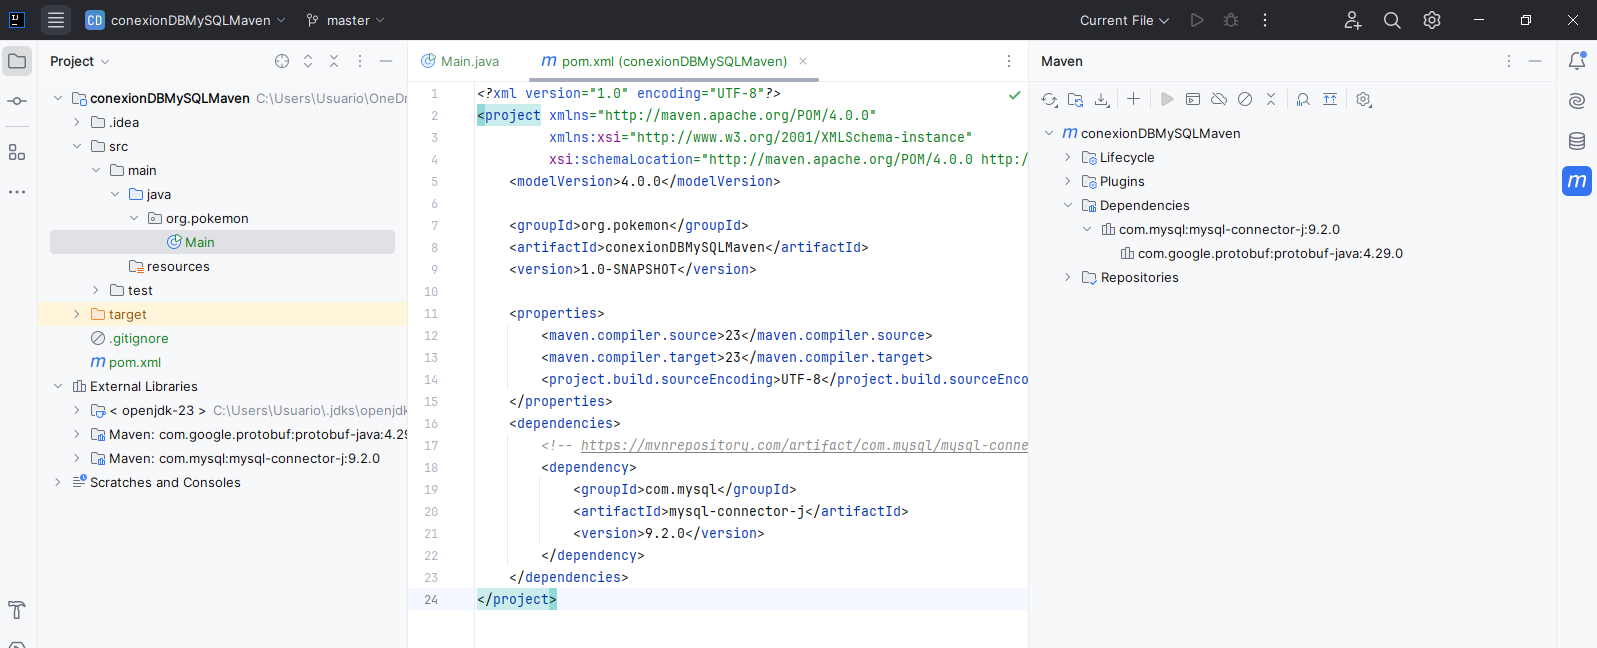 CD conexionDBMySQLMaven master Current File
Project
conexionDBMySQLMaven C:\Users\Usuario\OneDr
.idea
src
main
java
org.pokemon
Main
resources
test
target
.gitignore
pom.xml
External Libraries
< openjdk-23 > C:\Users\Usuario\.jdks\openjdk
Maven: com.google.protobuf:protobuf-java:4.29
Maven: com.mysql:mysql-connector-j:9.2.0
Scratches and Consoles
Main.java pom.xml (conexionDBMySQLMaven)
1 <?xml version="1.0" encoding="UTF-8"?>
2 <project xmlns="http://maven.apache.org/POM/4.0.0"
3 xmlns:xsi="http://www.w3.org/2001/XMLSchema-instance"
4 xsi:schemaLocation="http://maven.apache.org/POM/4.0.0 http:/
5 <modelVersion>4.0.0</modelVersion>
6
7 <groupId>org.pokemon</groupId>
8 <artifactId>conexionDBMySQLMaven</artifactId>
9 <version>1.0-SNAPSHOT</version>
10
11 <properties>
12 <maven.compiler.source>23</maven.compiler.source>
13 <maven.compiler.target>23</maven.compiler.target>
14 <project.build.sourceEncoding>UTF-8</project.build.sourceEnco
15 </properties>
16 <dependencies>
17 <!-- https://mvnrepository.com/artifact/com.mysql/mysql-conne
18 <dependency>
19 <groupId>com.mysql</groupId>
20 <artifactId>mysql-connector-j</artifactId>
21 <version>9.2.0</version>
22 </dependency>
23 </dependencies>
24 </project>
Maven
conexionDBMySQLMaven
Lifecycle
Plugins
Dependencies
com.mysql:mysql-connector-j:9.2.0
com.google.protobuf:protobuf-java:4.29.0
Repositories